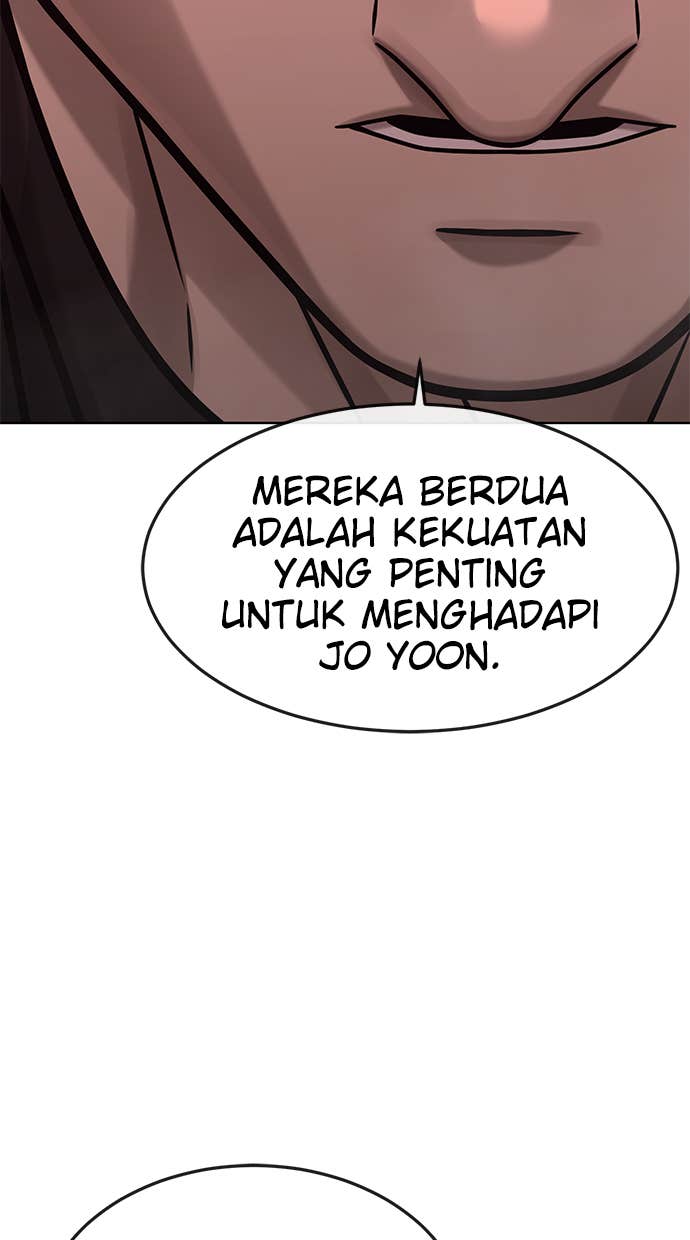 MEREKA BERDUA
ADALAH KEKUATAN
YANG PENTING
UNTUK MENGHADAPI
JO YOON.